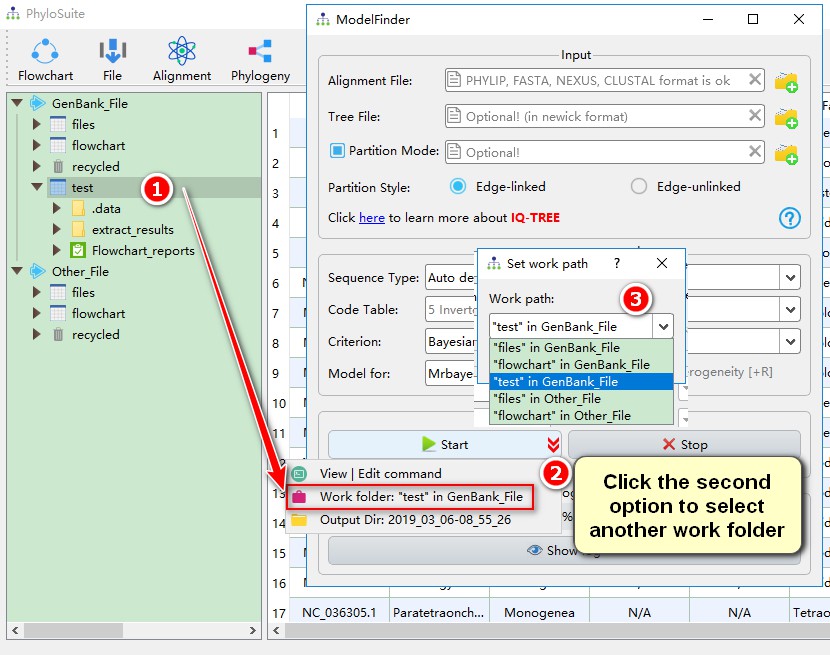 PhyloSuite
Flowchart
File
Alignment
Phylogeny
GenBank_File
files
flowchart
recycled
test
1
.data
extract_results
Flowchart_reports
Other_File
files
flowchart
recycled
1
2
3
4
5
6
7
8
9
10
11
12
13
14
15
16
17 NC_036305.1 Paratetraonch... Monogenea N/A N/A Tetrao
ModelFinder
Input
Alignment File: PHYLIP, FASTA, NEXUS, CLUSTAL format is ok
Tree File: Optional! (in newick format)
Partition Mode: Optional!
Partition Style: Edge-linked Edge-unlinked
Click here to learn more about IQ-TREE
Sequence Type: Auto de
Code Table: 5 Inverte
Criterion: Bayesian
Model for: Mrbaye
rogeneity [+R]
Set work path ?
Work path:
3
"test" in GenBank_File
"files" in GenBank_File
"flowchart" in GenBank_File
"test" in GenBank_File
"files" in Other_File
"flowchart" in Other_File
Start
Stop
2
View | Edit command
Work folder: "test" in GenBank_File
Output Dir: 2019_03_06-08_55_26
%
Show
Click the second
option to select
another work folder